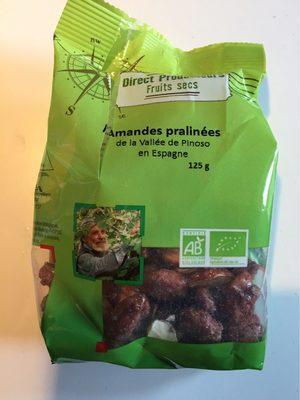 Direct Producteurs
Fruits secs
Amandes pralinées
de la Vallée de Pinoso
en Espagne
125 g
AB